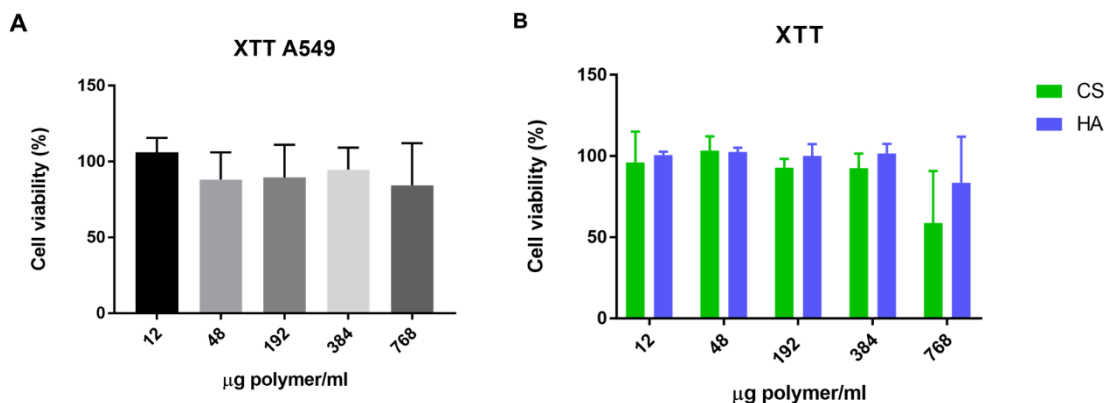 A
XTT A549
Cell viability (%)
150
100
50
0
12
48
192
384
768
µg polymer/ml
B
XTT
Cell viability (%)
150
100
50
0
12
48
192
384
768
µg polymer/ml
CS
HA